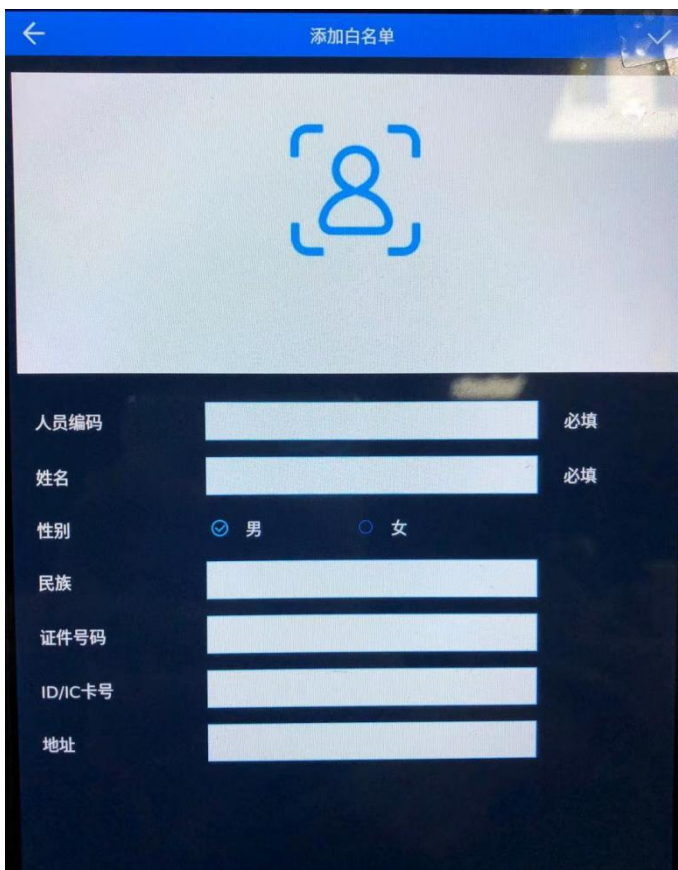 添加白名单
人员编码 必填
姓名 必填
性别 男 女
民族
证件号码
ID/IC卡号
地址